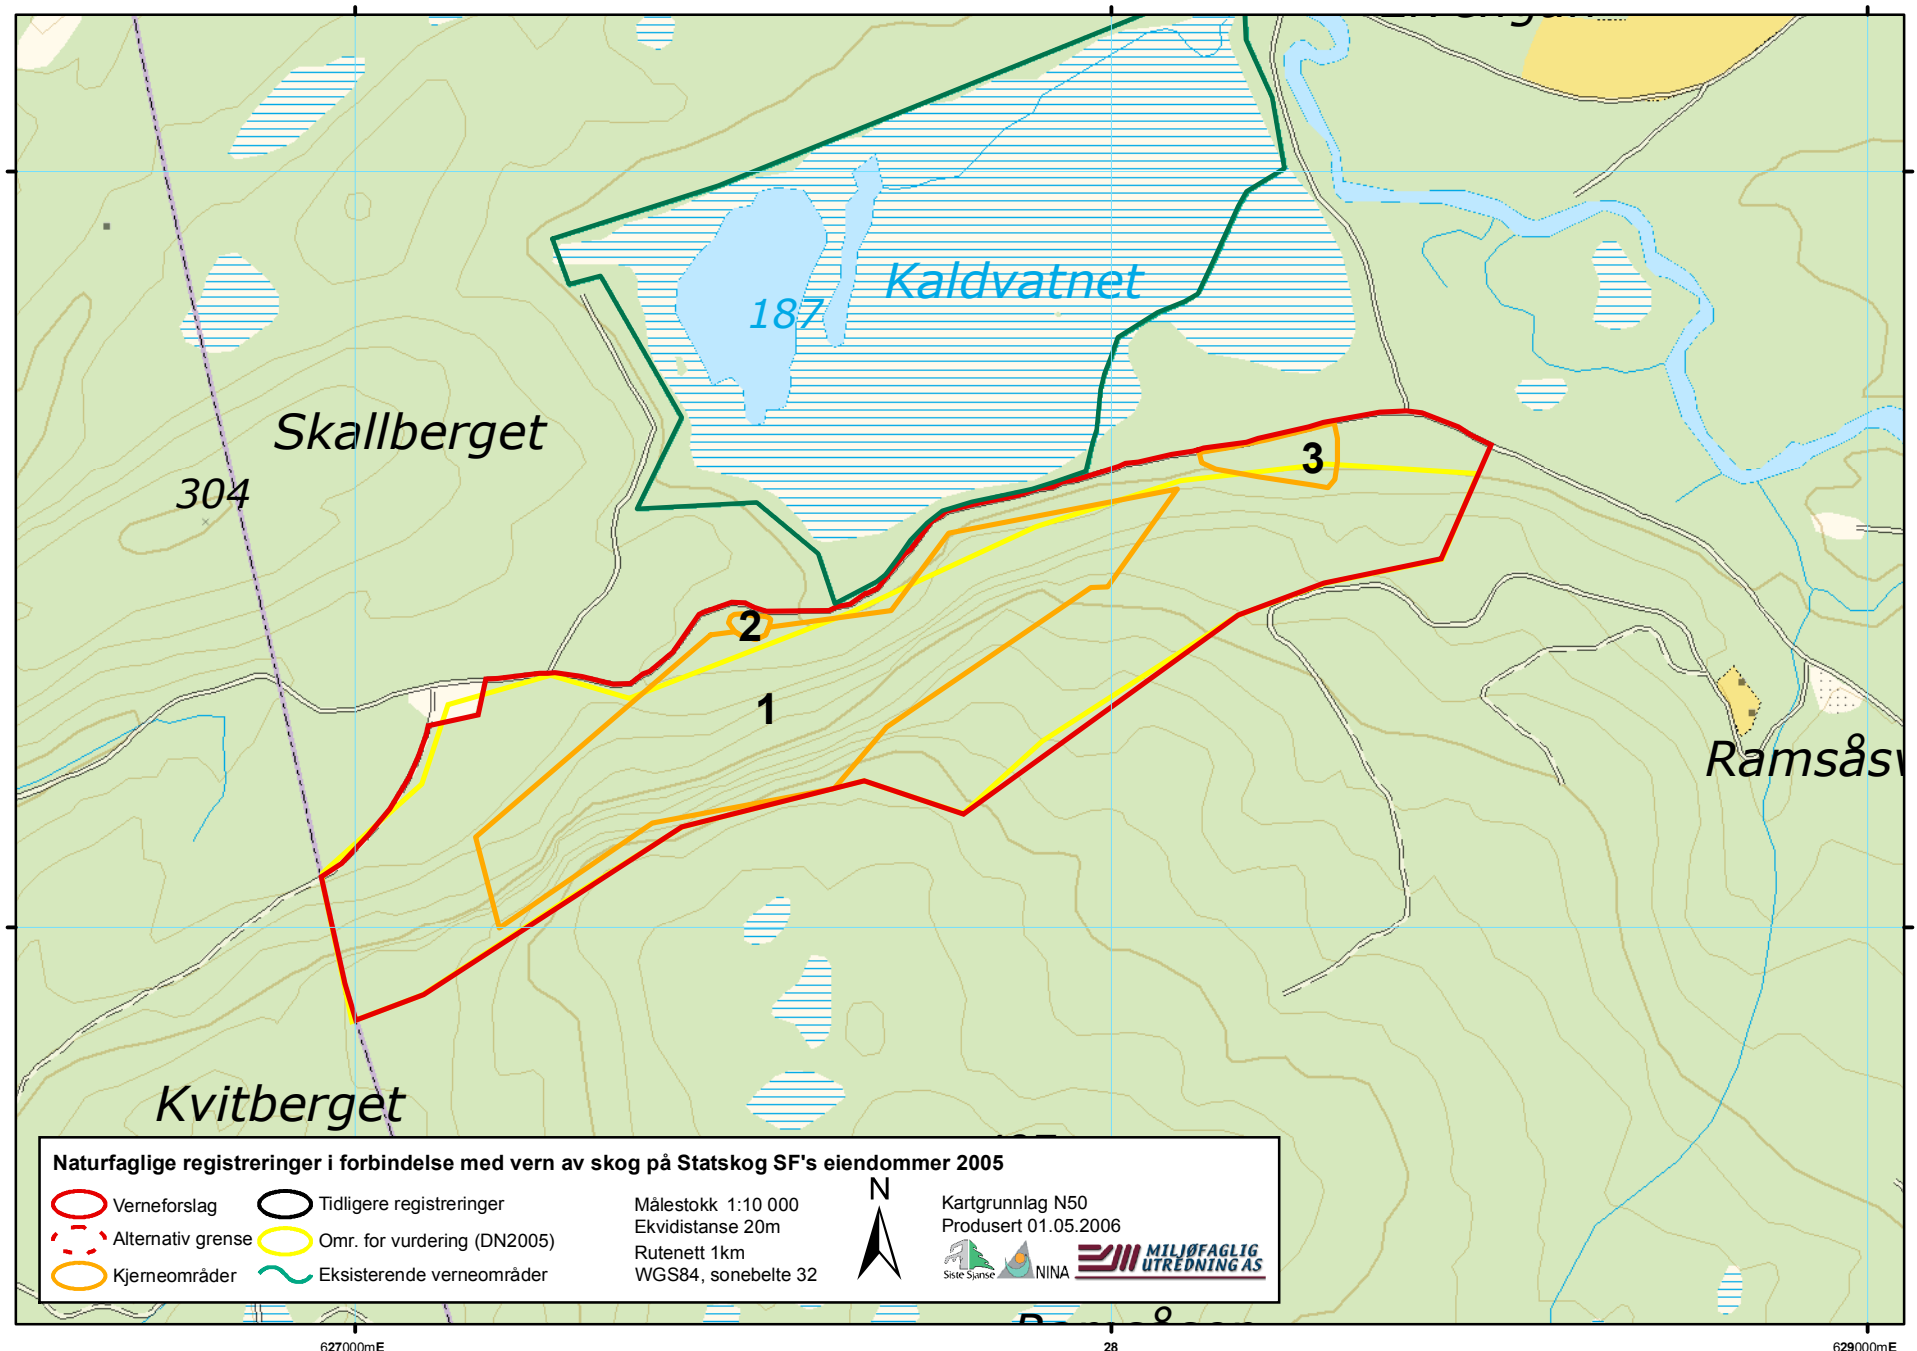 Kaldvatnet
187
Skallberget
304
3
2
1
Ramsåsv
Kvitberget
Naturfaglige registreringer i forbindelse med vern av skog på Statskog SF's eiendommer 2005
Verneforslag
Alternativ grense
Kjerneområder
Tidligere registreringer
Omr. for vurdering (DN2005)
Eksisterende verneområder
Målestokk 1:10 000
Ekvidistanse 20m
Rutenett 1km
WGS84, sonebelte 32
N
Kartgrunnlag N50
Produsert 01.05.2006
Siste Sjanse
NINA
MILJØFAGLIG
UTREDNING AS
627000mE
28
629000mE